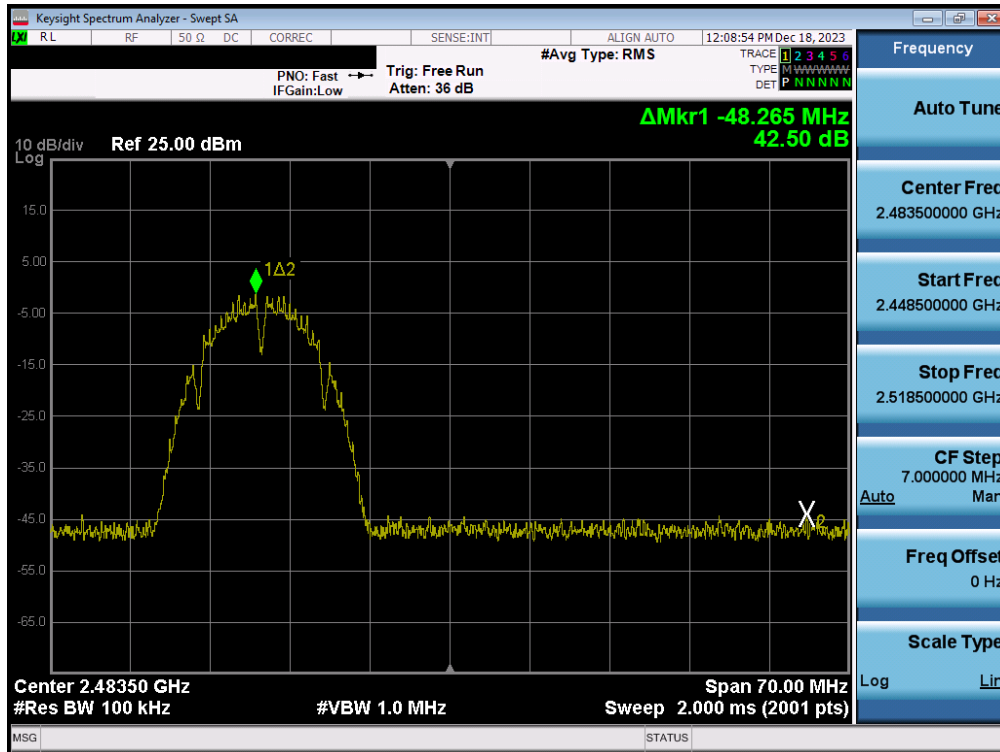 Keysight Spectrum Analyzer - Swept SA
LXI RL RF 50 Ω DC CORREC SENSE:INT ALIGN AUTO 12:08:54 PM Dec 18, 2023
#Avg Type: RMS
TRACE 1 2 3 4 5 6
PNO: Fast Trig: Free Run
TYPE M WWWWW
IFGain:Low Atten: 36 dB
DET P N N N N N
ΔMkr1 -48.265 MHz
42.50 dB
10 dB/div Ref 25.00 dBm
Log
15.0
5.00
1Δ2
-5.00
-15.0
-25.0
-35.0
-45.0
X2
-55.0
-65.0
Center 2.48350 GHz Span 70.00 MHz
#Res BW 100 kHz #VBW 1.0 MHz Sweep 2.000 ms (2001 pts)
MSG STATUS
Frequency
Auto Tune
Center Freq
2.483500000 GHz
Start Freq
2.448500000 GHz
Stop Freq
2.518500000 GHz
CF Step
7.000000 MHz
Auto Man
Freq Offset
0 Hz
Scale Type
Log Lin